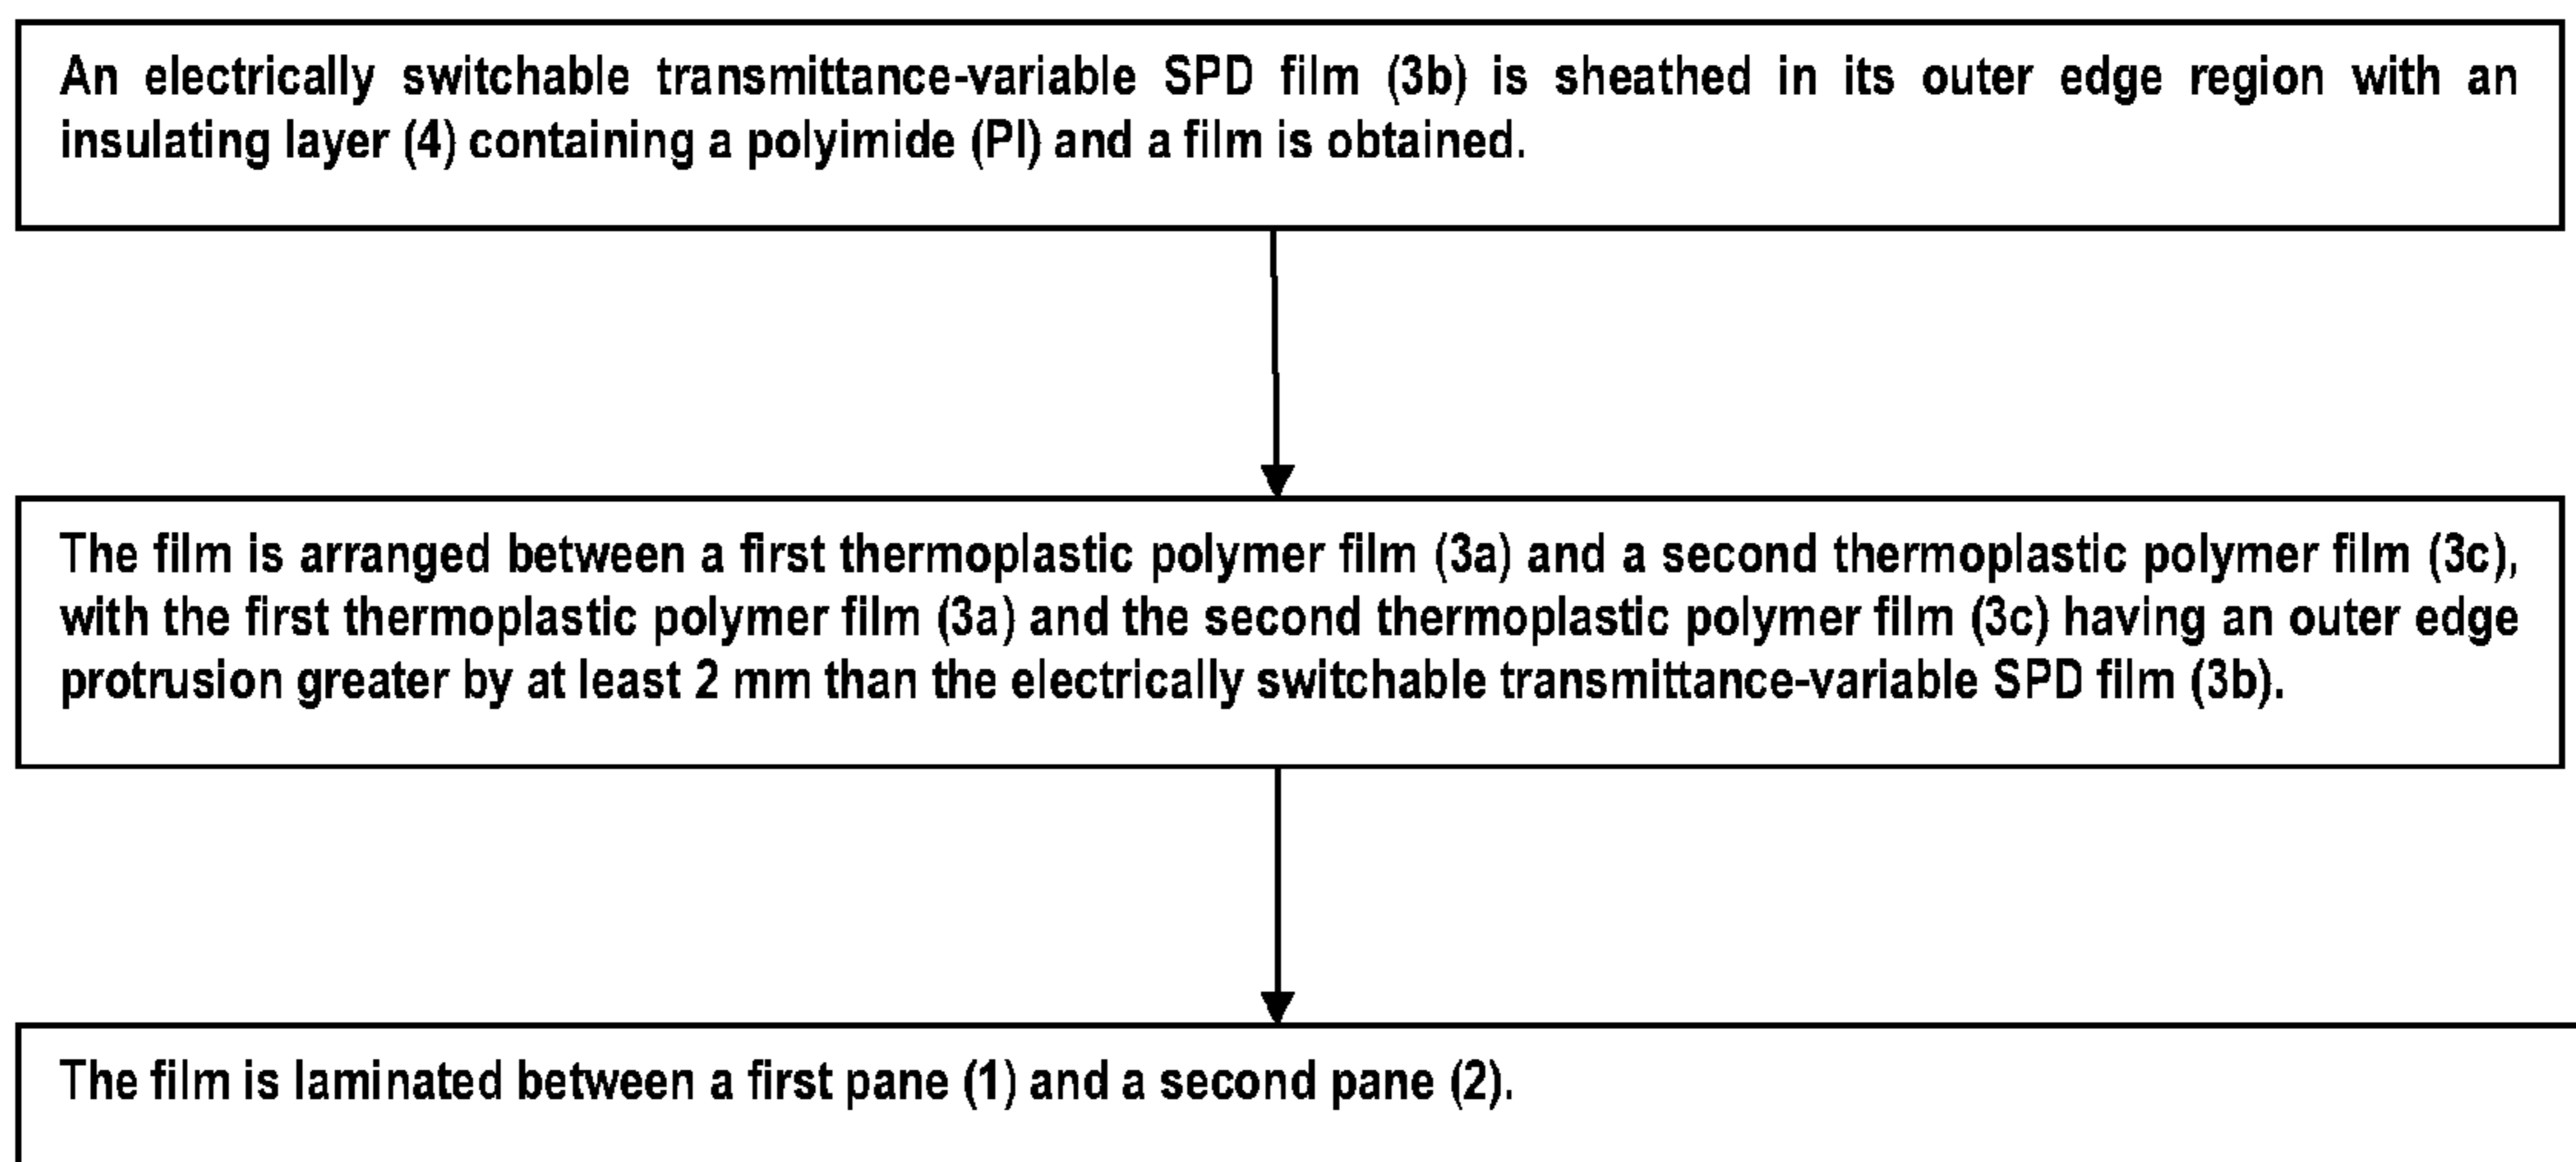 An electrically switchable transmittance-variable SPD film (3b) is sheathed in its outer edge region with an
insulating layer (4) containing a polyimide (PI) and a film is obtained.
The film is arranged between a first thermoplastic polymer film (3a) and a second thermoplastic polymer film (3c),
with the first thermoplastic polymer film (3a) and the second thermoplastic polymer film (3c) having an outer edge
protrusion greater by at least 2 mm than the electrically switchable transmittance-variable SPD film (3b).
The film is laminated between a first pane (1) and a second pane (2).